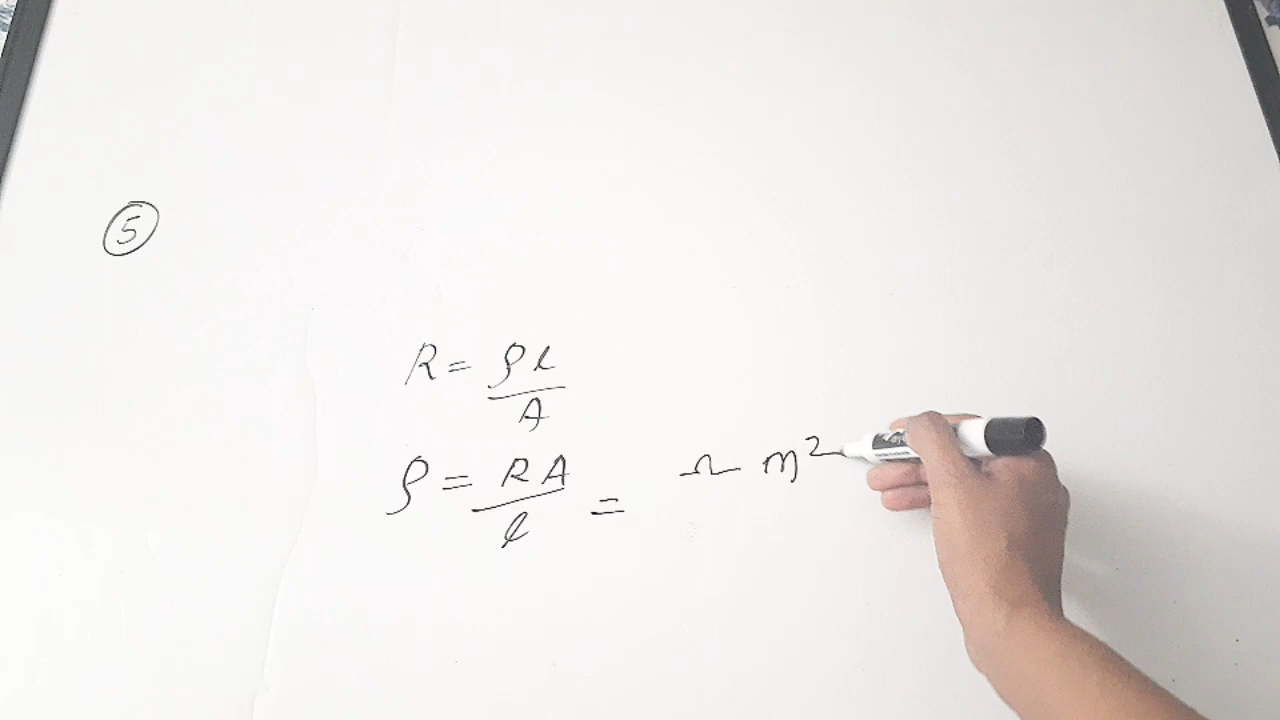 ⑤
R = ρl/A
ρ = RA/l = Ω m²